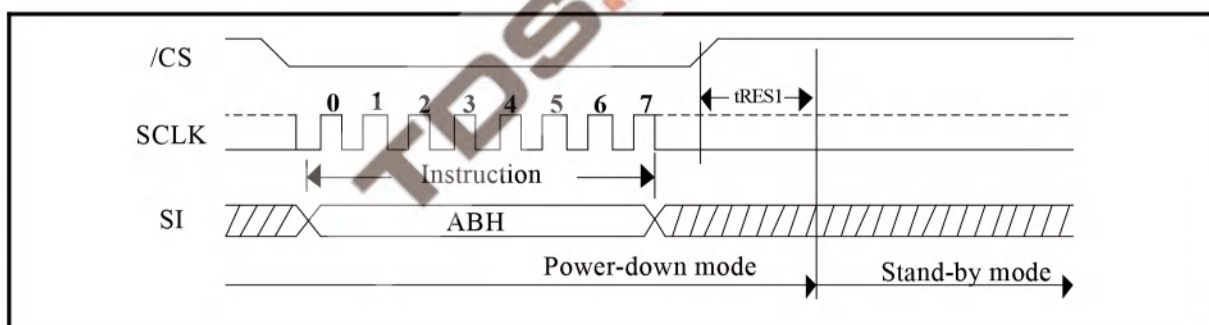 /CS
tRES1
0 1 2 3 4 5 6 7
SCLK
Instruction
SI
ABH
Power-down mode
Stand-by mode
TDS